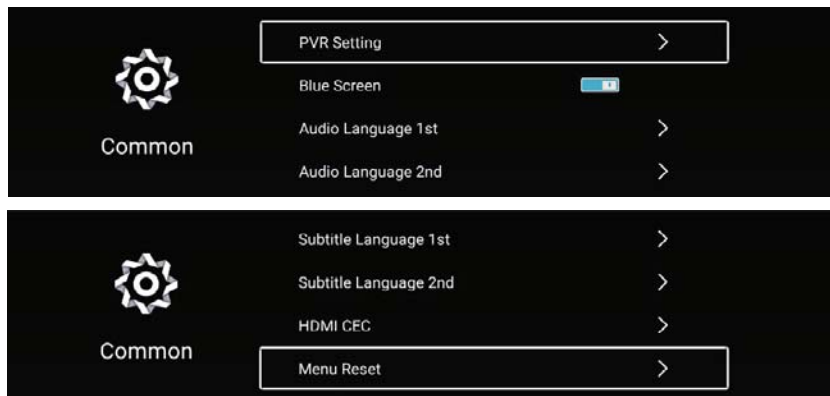 PVR Setting
Blue Screen
Audio Language 1st
Audio Language 2nd
Common
Subtitle Language 1st
Subtitle Language 2nd
HDMI CEC
Menu Reset
Common